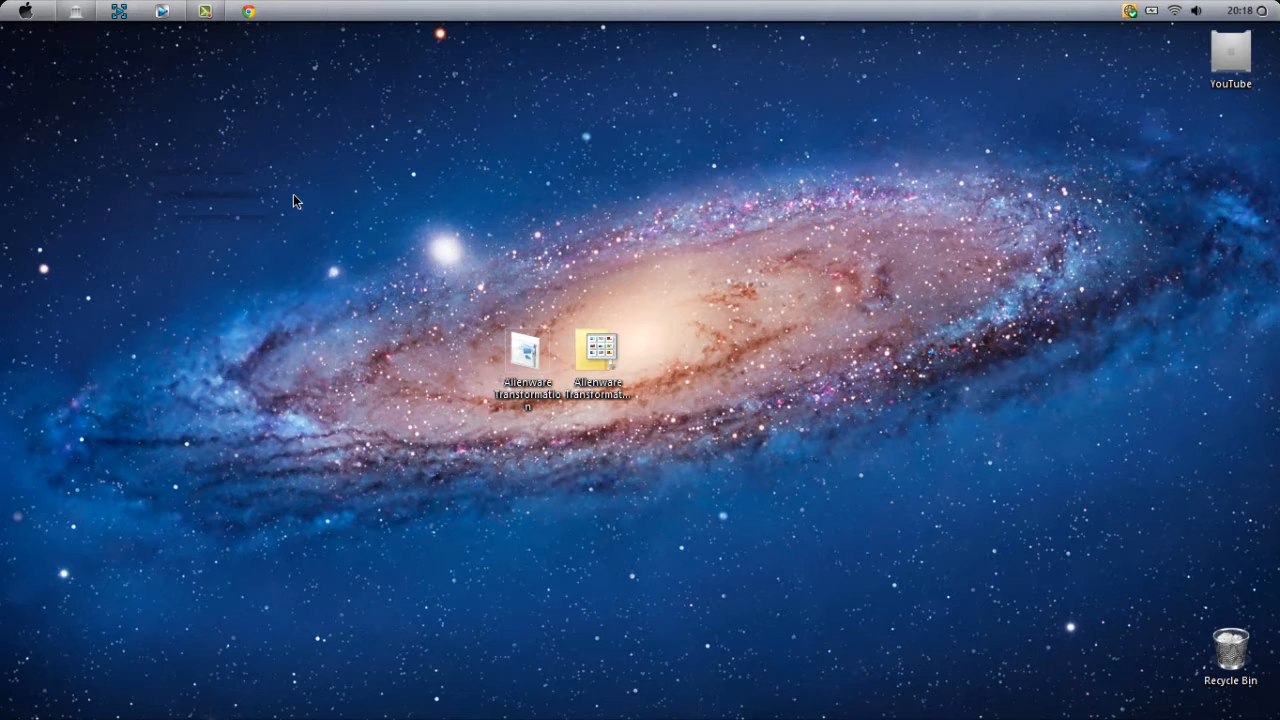 20:18
YouTube
Alienware
Transformatio
n
Alienware
Transformat...
Recycle Bin